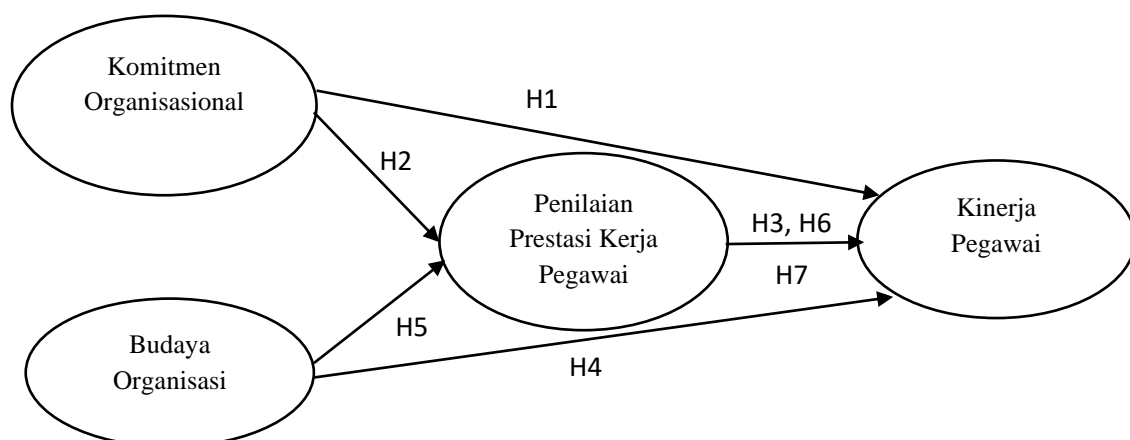 Komitmen
Organisasional
H1
H2
Penilaian
Prestasi Kerja
Pegawai
H3, H6
H7
Kinerja
Pegawai
H5
Budaya
Organisasi
H4